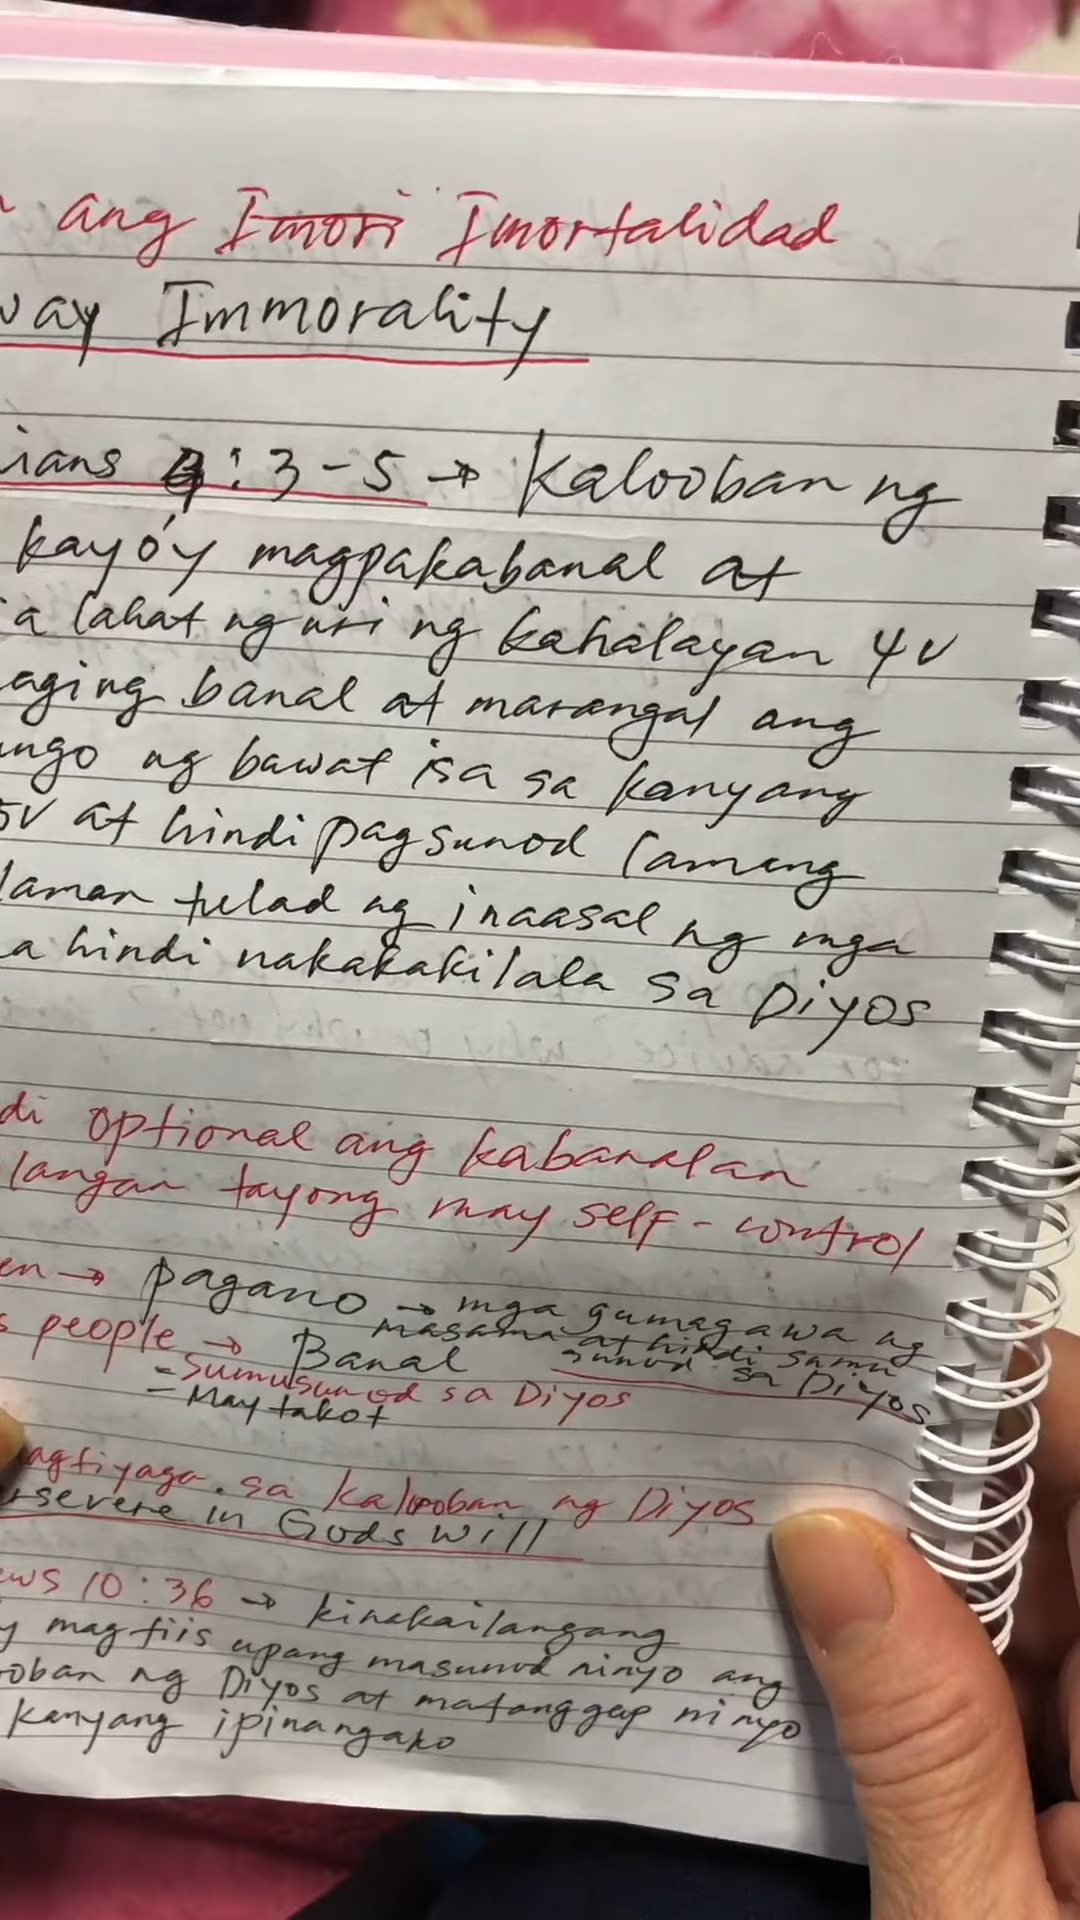 ang Imori Imortalidad
way Immorality
ians 4:3-5 → Kalooban ng
kayo'y magpakabanal at
a lahat ng uri ng kahalayan 4V
aging banal at marangal ang
ungo ng bawat isa sa kanyang
5V at hindi pagsunod lamang
laman tulad ng inaasal ng mga
a hindi nakakakilala sa Diyos
di optional ang kabanalan
langan tayong may self-control
en → pagano → mga gumagawa ng
masama at hindi sumu
sunod sa Diyos
s people → Banal
- Sumusunod sa Diyos
- May takot
agtiyaga sa kalooban ng Diyos
rsevere in Gods will
ews 10:36 → kinakailangang
y magtiis upang masunod ninyo ang
ooban ng Diyos at matanggap ninyo
kanyang ipinangako